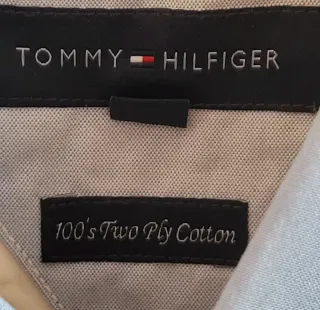 TOMMY HILFIGER
100's Two Ply Cotton